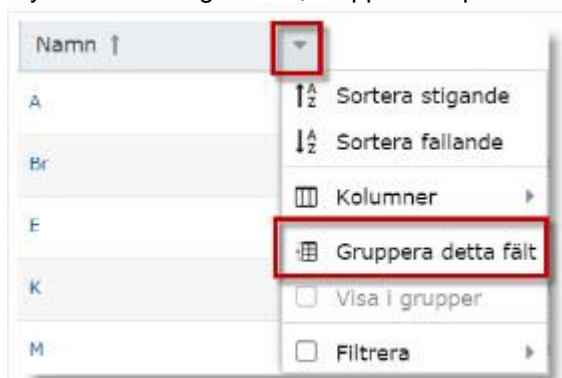 Namn ↑
A
Br
E
K
M
Sortera stigande
Sortera fallande
Kolumner
Gruppera detta fält
Visa i grupper
Filtrera